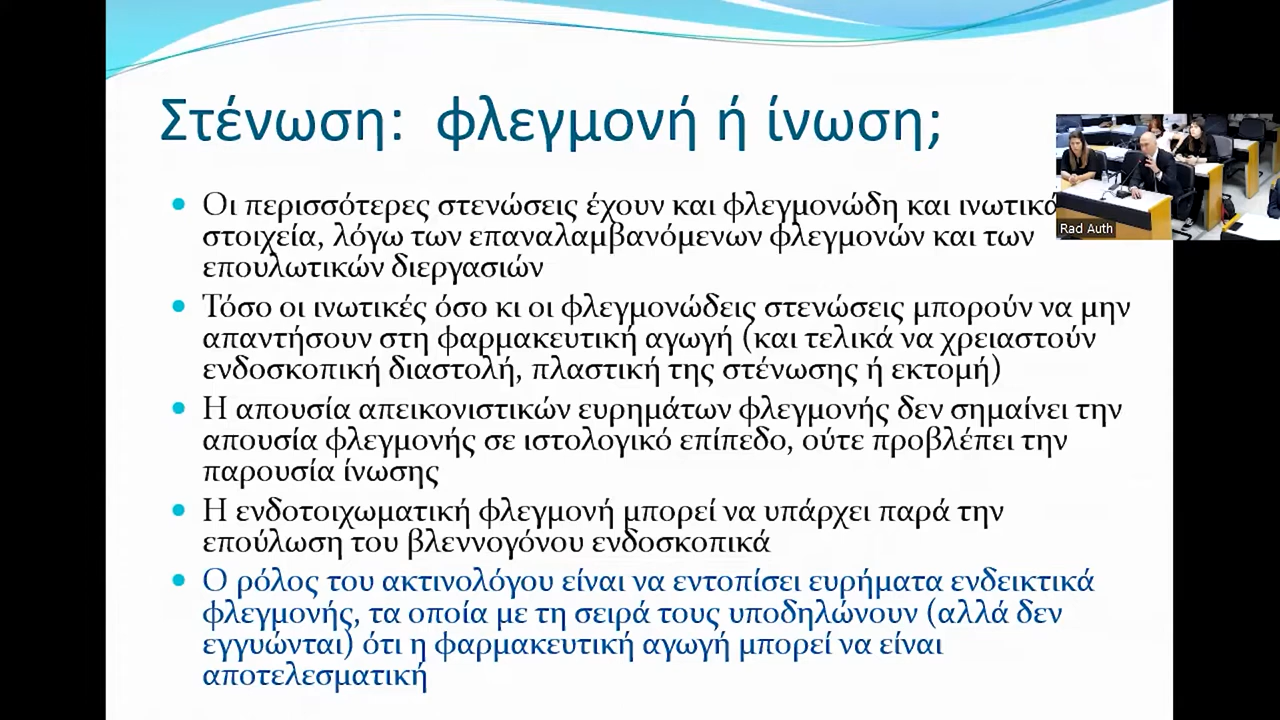 Στένωση: φλεγμονή ή ίνωση;
Οι περισσότερες στενώσεις έχουν και φλεγμονώδη και ινωτικά
στοιχεία, λόγω των επαναλαμβανόμενων φλεγμονών και των
επουλωτικών διεργασιών
Τόσο οι ινωτικές όσο κι οι φλεγμονώδεις στενώσεις μπορούν να μην
απαντήσουν στη φαρμακευτική αγωγή (και τελικά να χρειαστούν
ενδοσκοπική διαστολή, πλαστική της στένωσης ή εκτομή)
Η απουσία απεικονιστικών ευρημάτων φλεγμονής δεν σημαίνει την
απουσία φλεγμονής σε ιστολογικό επίπεδο, ούτε προβλέπει την
παρουσία ίνωσης
Η ενδοτοιχωματική φλεγμονή μπορεί να υπάρχει παρά την
επούλωση του βλεννογόνου ενδοσκοπικά
Ο ρόλος του ακτινολόγου είναι να εντοπίσει ευρήματα ενδεικτικά
φλεγμονής, τα οποία με τη σειρά τους υποδηλώνουν (αλλά δεν
εγγυώνται) ότι η φαρμακευτική αγωγή μπορεί να είναι
αποτελεσματική
Rad Auth